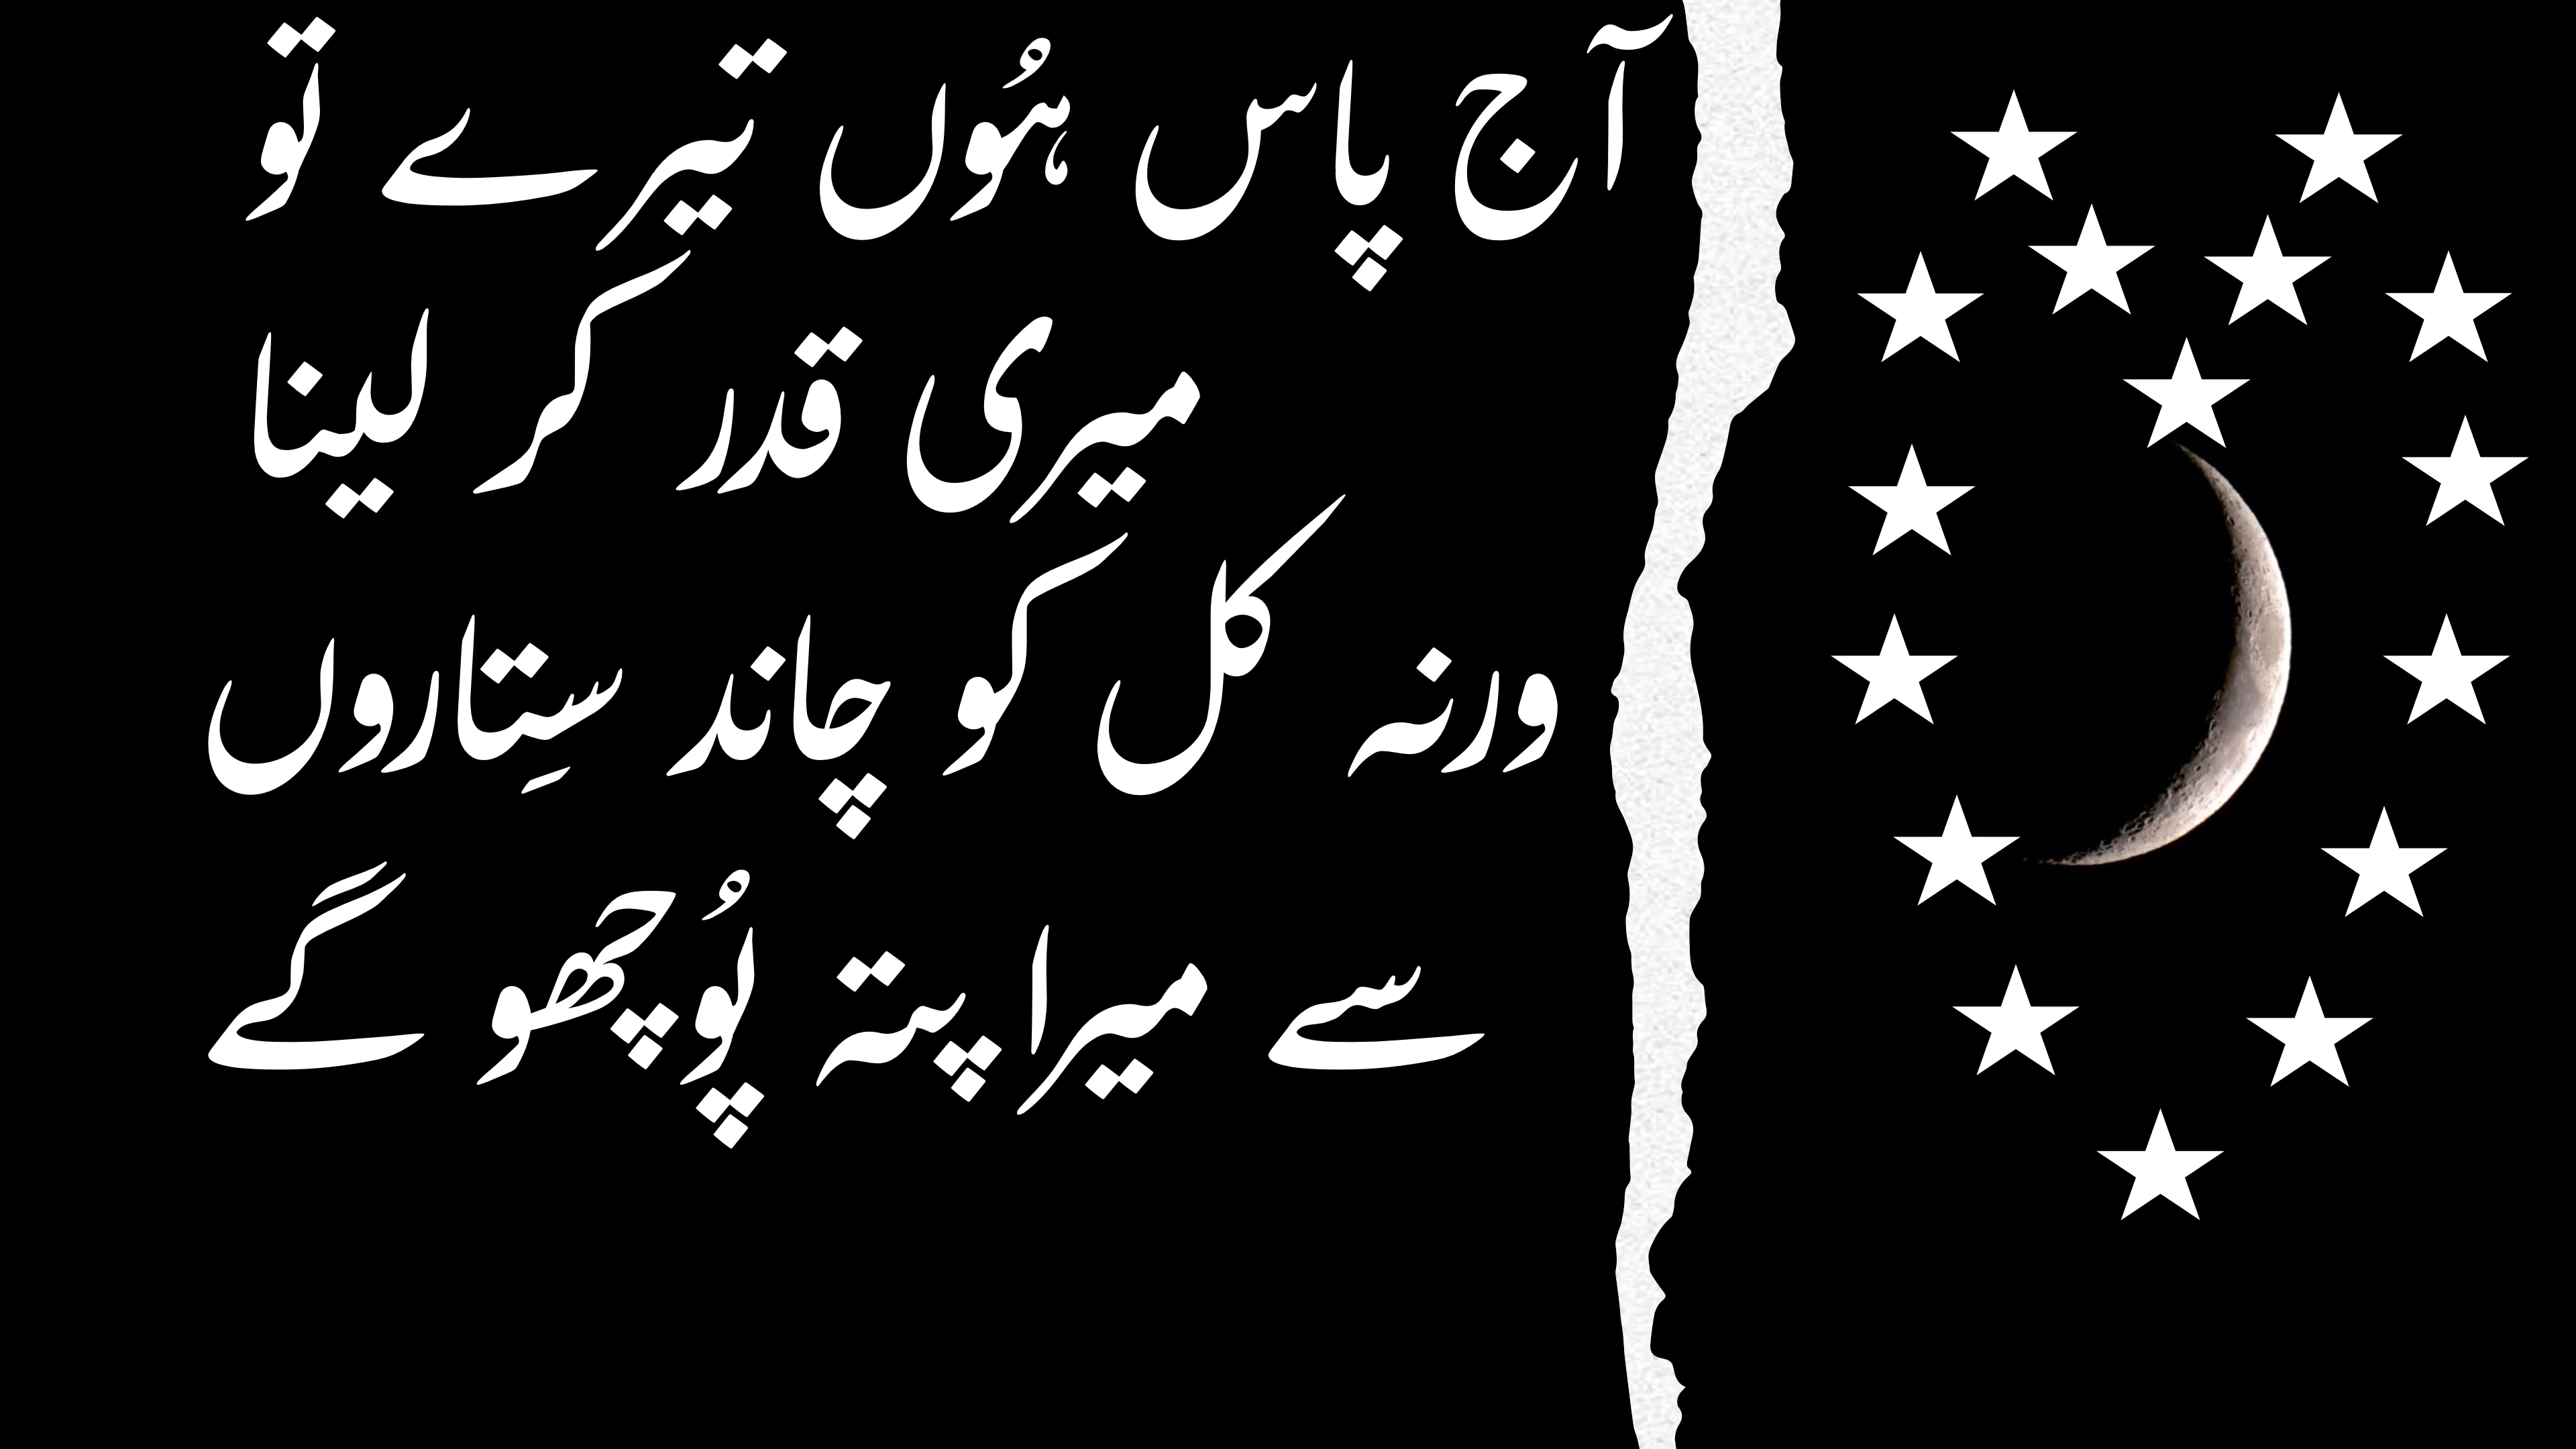 آج پاس ہُوں تیرے تو
میری قدر کر لینا
ورنہ کل کو چاند سِتاروں
سے میرا پتہ پُوچھو گے